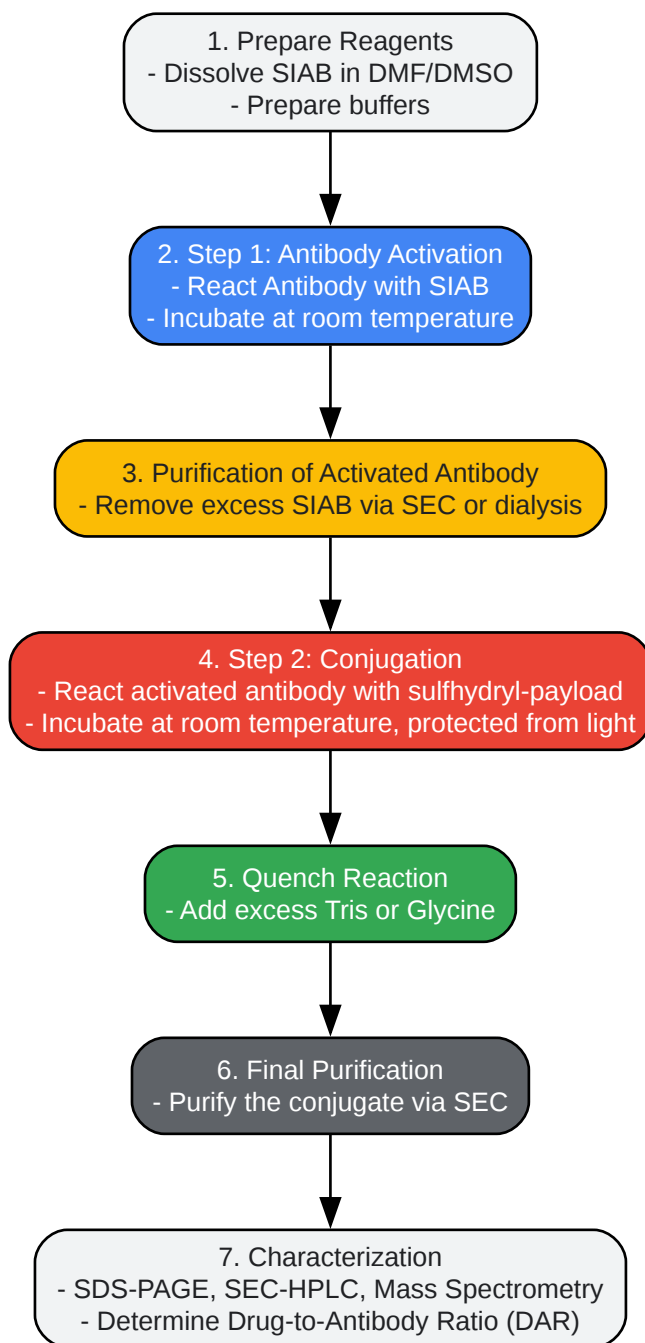 1. Prepare Reagents
- Dissolve SIAB in DMF/DMSO
- Prepare buffers
2. Step 1: Antibody Activation
- React Antibody with SIAB
- Incubate at room temperature
3. Purification of Activated Antibody
- Remove excess SIAB via SEC or dialysis
4. Step 2: Conjugation
- React activated antibody with sulfhydryl-payload
- Incubate at room temperature, protected from light
5. Quench Reaction
- Add excess Tris or Glycine
6. Final Purification
- Purify the conjugate via SEC
7. Characterization
- SDS-PAGE, SEC-HPLC, Mass Spectrometry
- Determine Drug-to-Antibody Ratio (DAR)